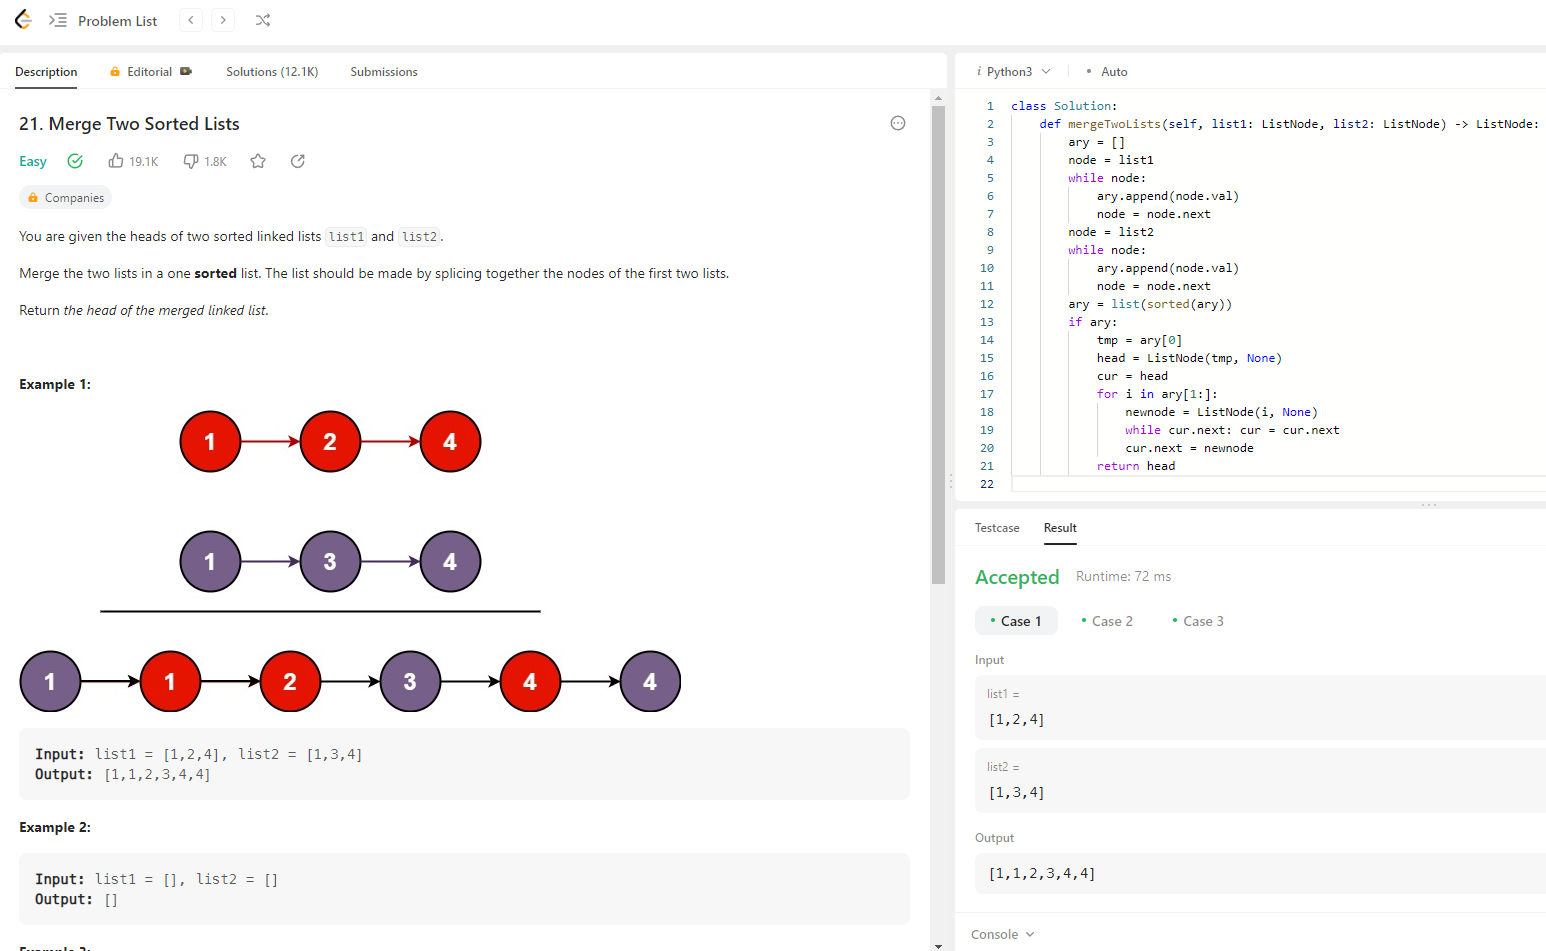 Problem List
Description
Editorial
Solutions (12.1K)
Submissions
21. Merge Two Sorted Lists
Easy
19.1K
1.8K
Companies
You are given the heads of two sorted linked lists list1 and list2.
Merge the two lists in a one sorted list. The list should be made by splicing together the nodes of the first two lists.
Return the head of the merged linked list.
Example 1:
1 2 4
1 3 4
1 1 2 3 4 4
Input: list1 = [1,2,4], list2 = [1,3,4]
Output: [1,1,2,3,4,4]
Example 2:
Input: list1 = [], list2 = []
Output: []
Example 3:
i Python3
• Auto
1 class Solution:
2     def mergeTwoLists(self, list1: ListNode, list2: ListNode) -> ListNode:
3         ary = []
4         node = list1
5         while node:
6             ary.append(node.val)
7             node = node.next
8         node = list2
9         while node:
10             ary.append(node.val)
11             node = node.next
12         ary = list(sorted(ary))
13         if ary:
14             tmp = ary[0]
15             head = ListNode(tmp, None)
16             cur = head
17             for i in ary[1:]:
18                 newnode = ListNode(i, None)
19                 while cur.next: cur = cur.next
20                 cur.next = newnode
21             return head
22
Testcase
Result
Accepted
Runtime: 72 ms
• Case 1
• Case 2
• Case 3
Input
list1 =
[1,2,4]
list2 =
[1,3,4]
Output
[1,1,2,3,4,4]
Console